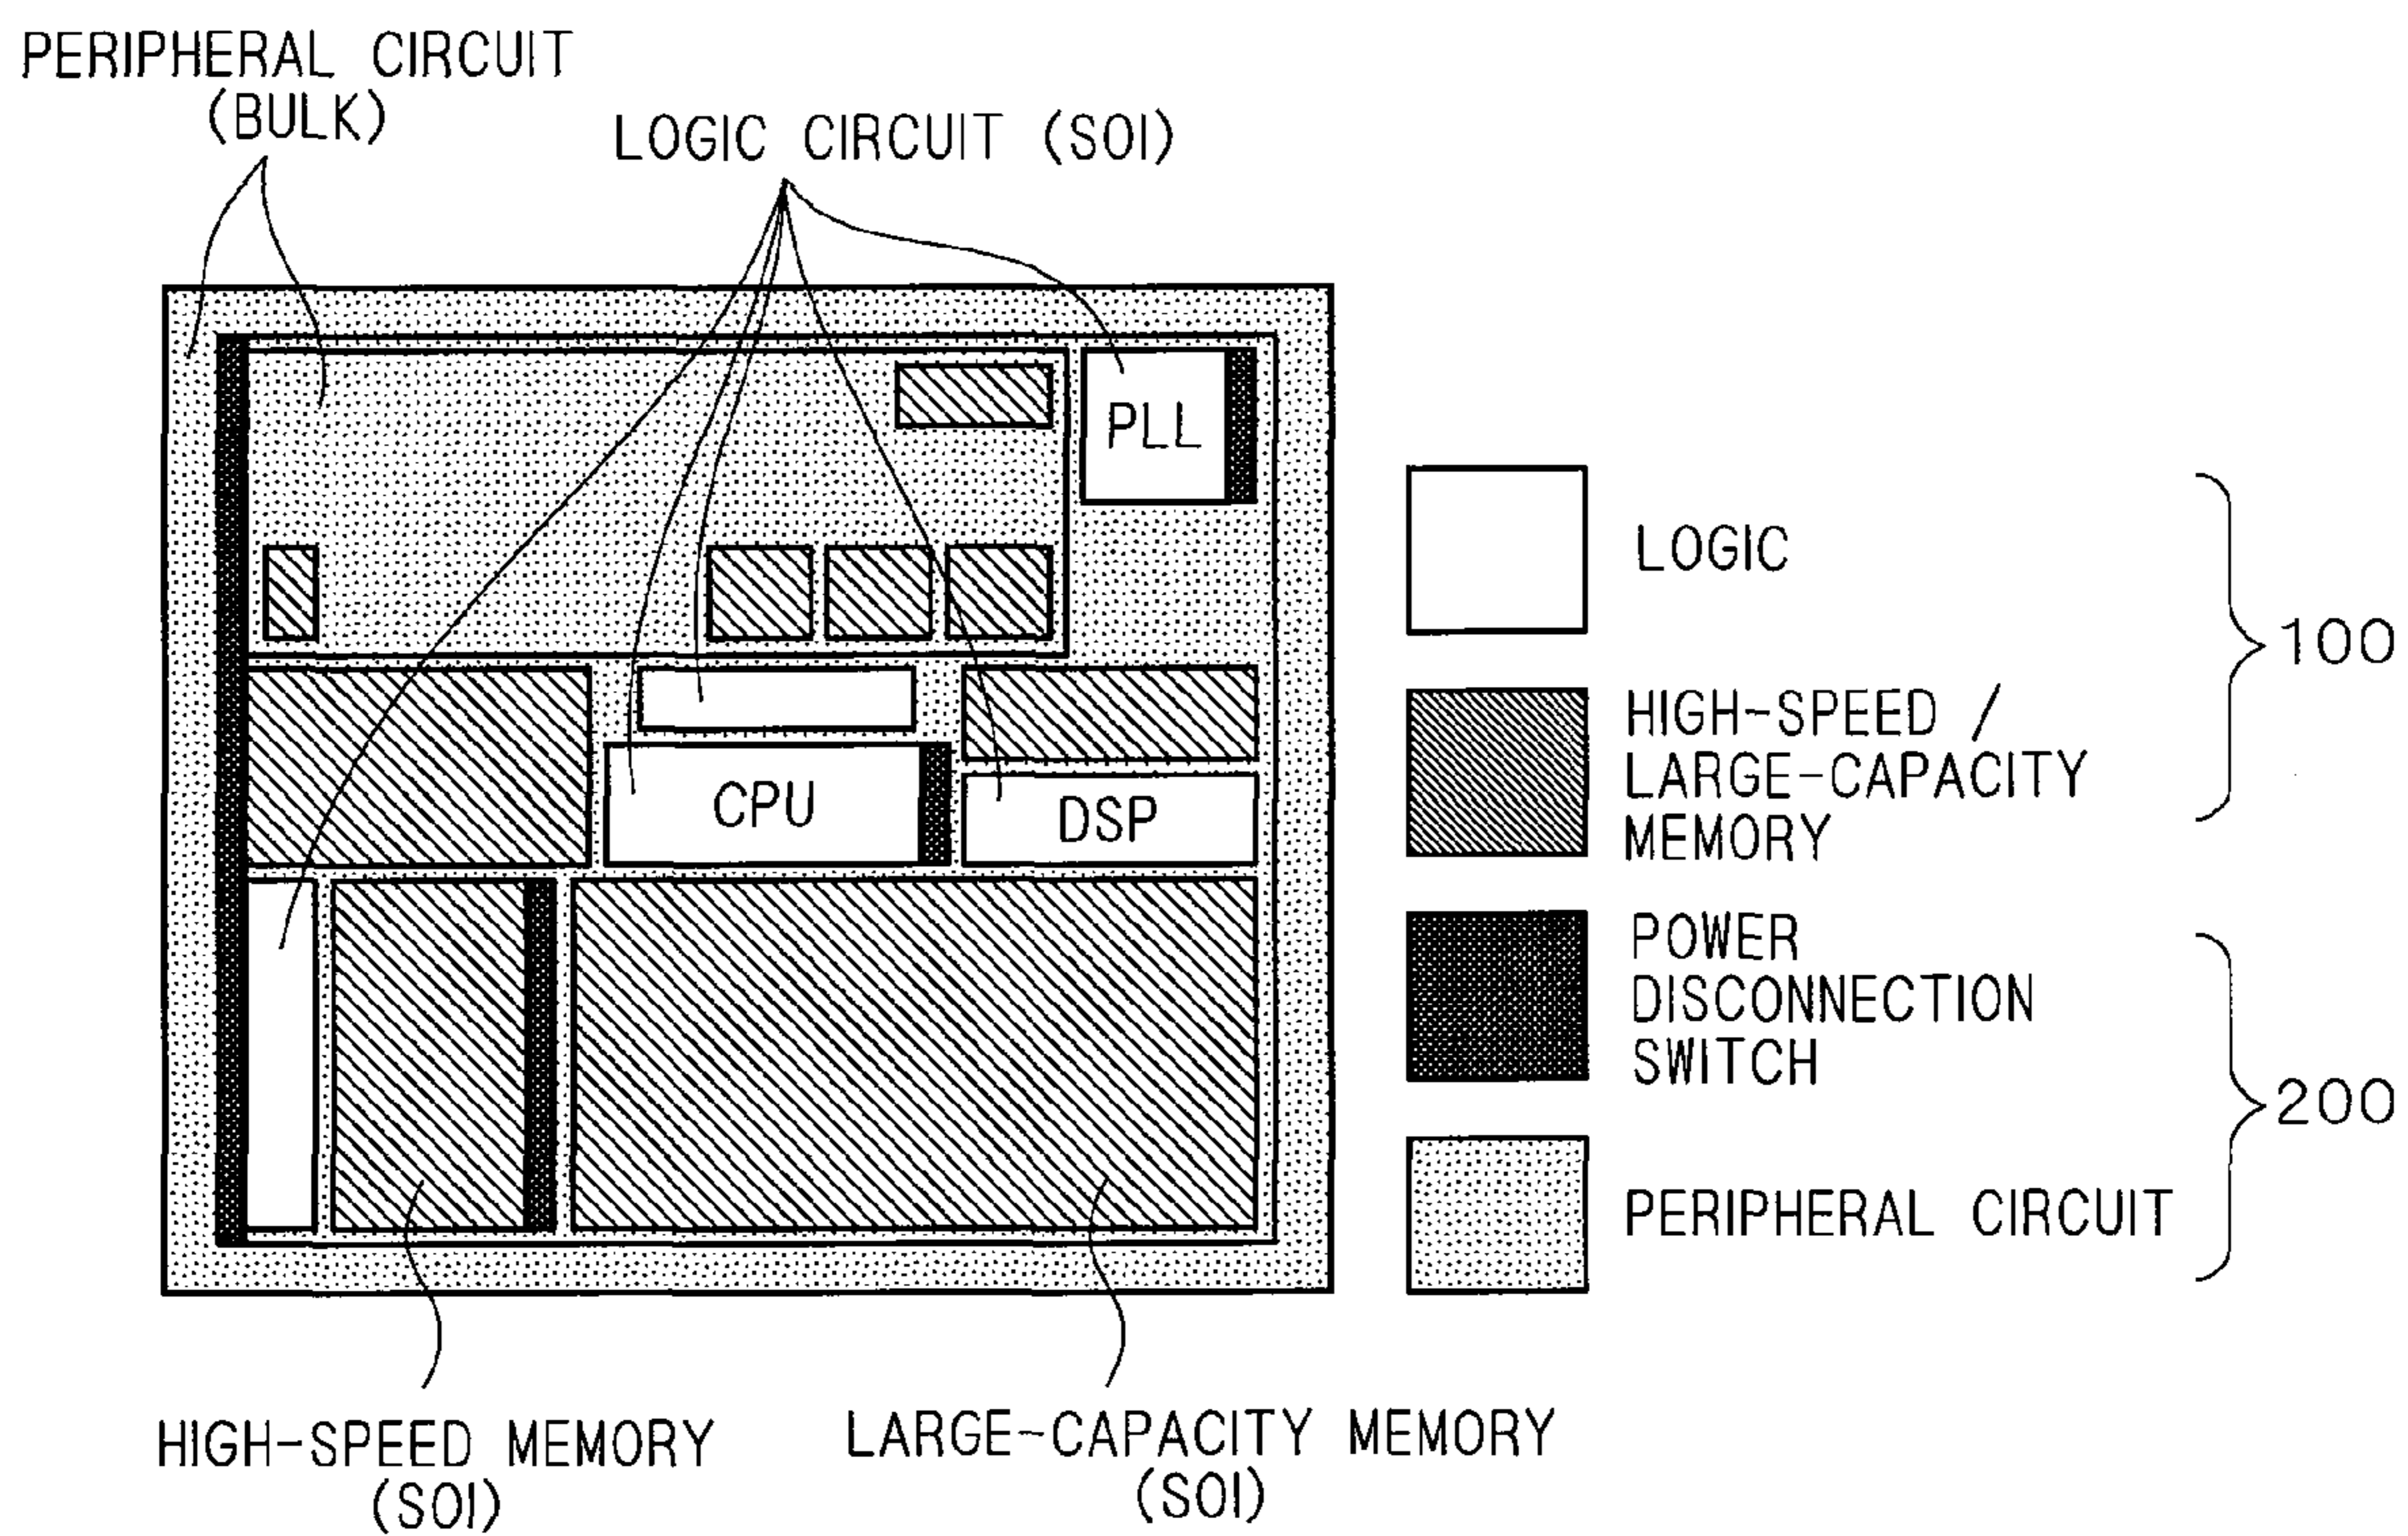 PERIPHERAL CIRCUIT
(BULK)
LOGIC CIRCUIT (SOI)
PLL
CPU
DSP
HIGH-SPEED MEMORY
(SOI)
LARGE-CAPACITY MEMORY
(SOI)
LOGIC
HIGH-SPEED /
LARGE-CAPACITY
MEMORY
100
POWER
DISCONNECTION
SWITCH
PERIPHERAL CIRCUIT
200